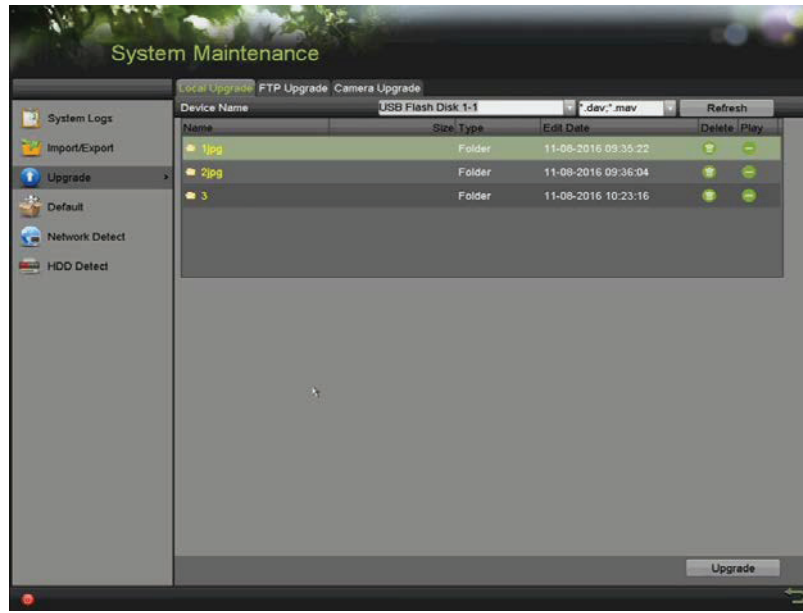 System Maintenance
Local Upgrade FTP Upgrade Camera Upgrade
Device Name USB Flash Disk 1-1 *.dav;*.mav Refresh
Name Size Type Edit Date Delete Play
1jpg Folder 11-08-2016 09:35:22
2jpg Folder 11-08-2016 09:36:04
3 Folder 11-08-2016 10:23:16
System Logs
Import/Export
Upgrade
Default
Network Detect
HDD Detect
Upgrade